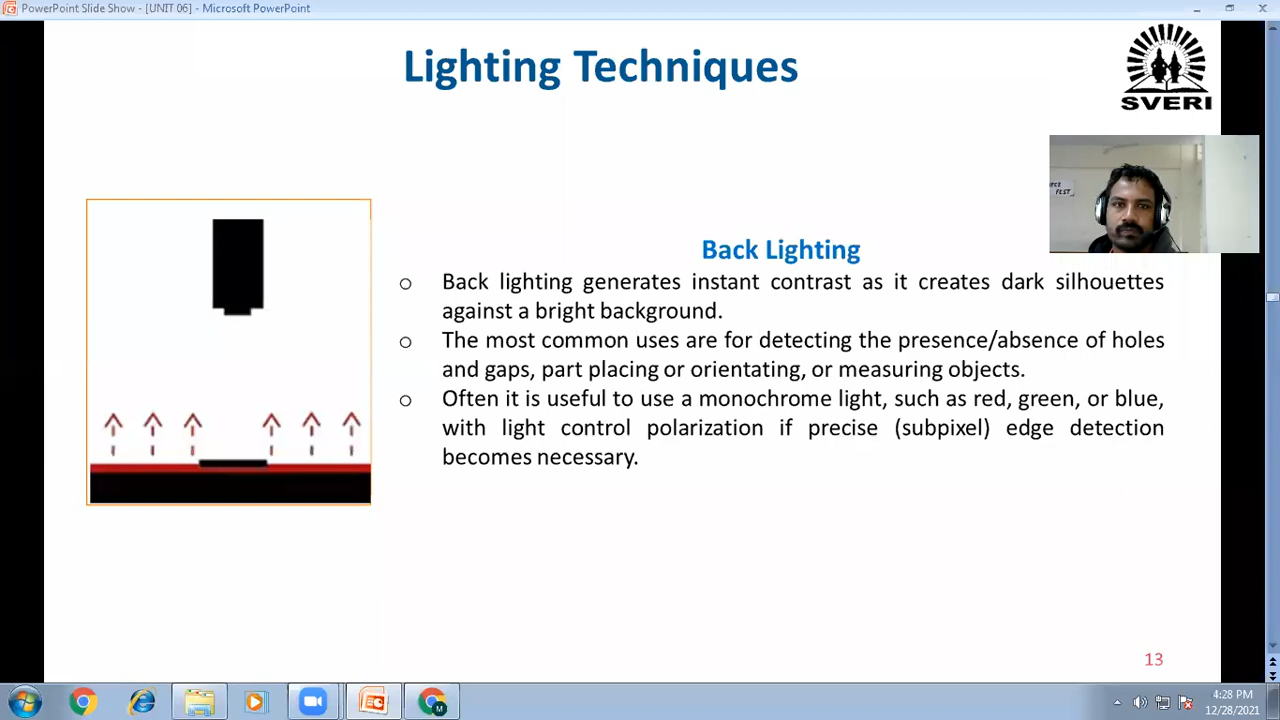 PowerPoint Slide Show - [UNIT 06] - Microsoft PowerPoint
Lighting Techniques
SVERI
FEST
Back Lighting
o Back lighting generates instant contrast as it creates dark silhouettes
against a bright background.
o The most common uses are for detecting the presence/absence of holes
and gaps, part placing or orientating, or measuring objects.
o Often it is useful to use a monochrome light, such as red, green, or blue,
with light control polarization if precise (subpixel) edge detection
becomes necessary.
13
4:28 PM
12/28/2021